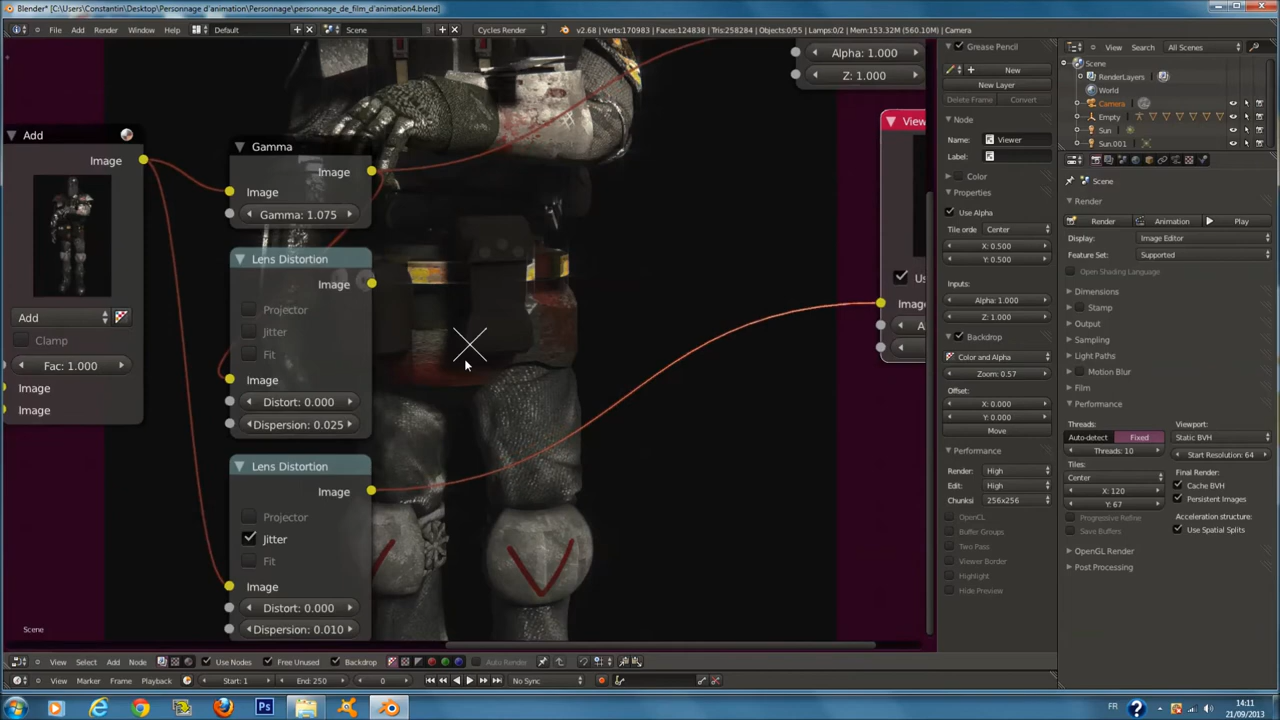 Blender* [C:\Users\Constantin\Desktop\Personnage d'animation\Personnage\personnage_de_film_d'animation4.blend]
File Add Render Window Help Default Scene 3 Cycles Render v2.68 | Verts:170983 | Faces:124838 | Tris:258284 | Objects:0/55 | Lamps:0/2 | Mem:153.32M (560.10M) | Camera
Add
Image
Add
Clamp
Fac: 1.000
Image
Image
Gamma
Image
Image
Gamma: 1.075
Lens Distortion
Image
Projector
Jitter
Fit
Image
Distort: 0.000
Dispersion: 0.025
Lens Distortion
Image
Projector
Jitter
Fit
Image
Distort: 0.000
Dispersion: 0.010
Alpha: 1.000
Z: 1.000
Image
Scene
View Select Add Node Use Nodes Free Unused Backdrop Auto Render
View Marker Frame Playback Start: 1 End: 250 0 No Sync
Grease Pencil
New
New Layer
Delete Frame Convert
Node
Name: Viewer
Label:
Color
Properties
Use Alpha
Tile orde Center
X: 0.500
Y: 0.500
Inputs:
Alpha: 1.000
Z: 1.000
Backdrop
Color and Alpha
Zoom: 0.57
Offset:
X: 0.000
Y: 0.000
Move
Performance
Render: High
Edit: High
Chunksi 256x256
OpenCL
Buffer Groups
Two Pass
Viewer Border
Highlight
Hide Preview
View Search All Scenes
Scene
RenderLayers
World
Camera
Empty
Sun
Sun.001
Scene
Render
Render Animation Play
Display: Image Editor
Feature Set: Supported
Open Shading Language
Dimensions
Stamp
Output
Sampling
Light Paths
Motion Blur
Film
Performance
Threads: Viewport:
Auto-detect Fixed Static BVH
Threads: 10 Start Resolution: 64
Tiles: Final Render:
Center Cache BVH
X: 120 Persistent Images
Y: 67
Progressive Refine Acceleration structure:
Save Buffers Use Spatial Splits
OpenGL Render
Post Processing
FR
14:11
21/09/2013